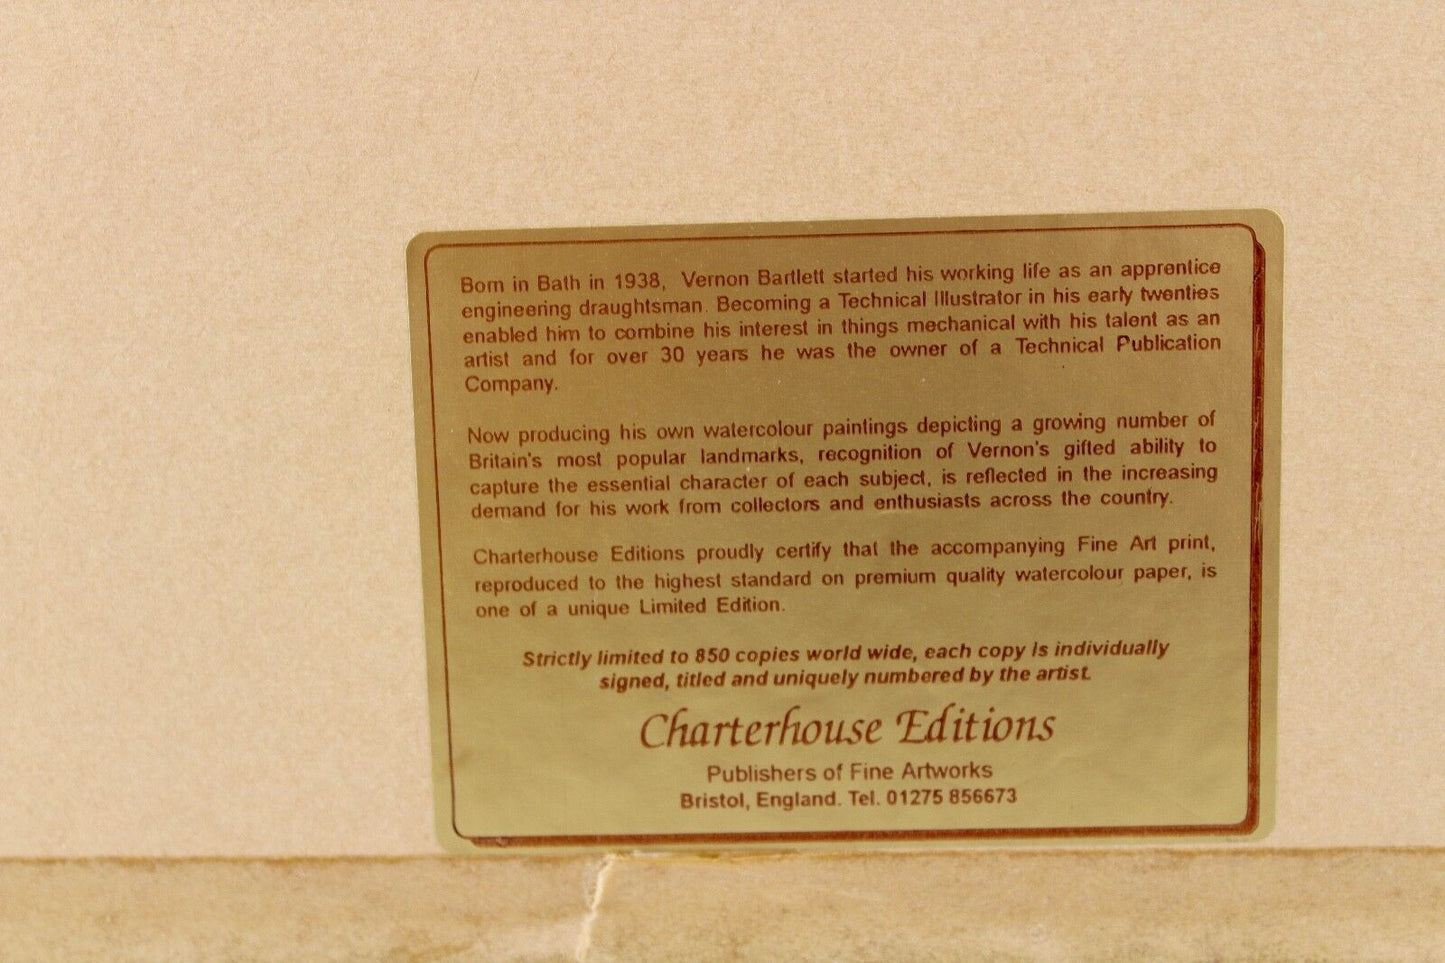 Born in Bath in 1938, Vernon Bartlett started his working life as an apprentice
engineering draughtsman. Becoming a Technical Illustrator in his early twenties
enabled him to combine his interest in things mechanical with his talent as an
artist and for over 30 years he was the owner of a Technical Publication
Company.
Now producing his own watercolour paintings depicting a growing number of
Britain's most popular landmarks, recognition of Vernon's gifted ability to
capture the essential character of each subject, is reflected in the increasing
demand for his work from collectors and enthusiasts across the country.
Charterhouse Editions proudly certify that the accompanying Fine Art print,
reproduced to the highest standard on premium quality watercolour paper, is
one of a unique Limited Edition.
Strictly limited to 850 copies world wide, each copy is individually
signed, titled and uniquely numbered by the artist.
Charterhouse Editions
Publishers of Fine Artworks
Bristol, England. Tel. 01275 856673